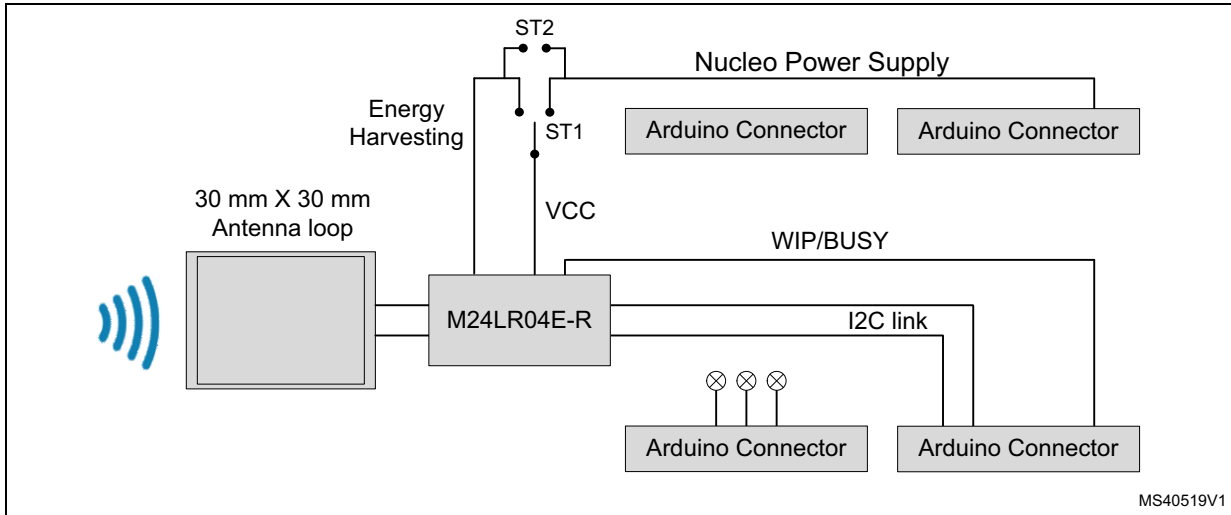 ST2
Nucleo Power Supply
Energy
Harvesting
ST1
Arduino Connector
Arduino Connector
30 mm X 30 mm
Antenna loop
VCC
WIP/BUSY
M24LR04E-R
I2C link
Arduino Connector
Arduino Connector
MS40519V1